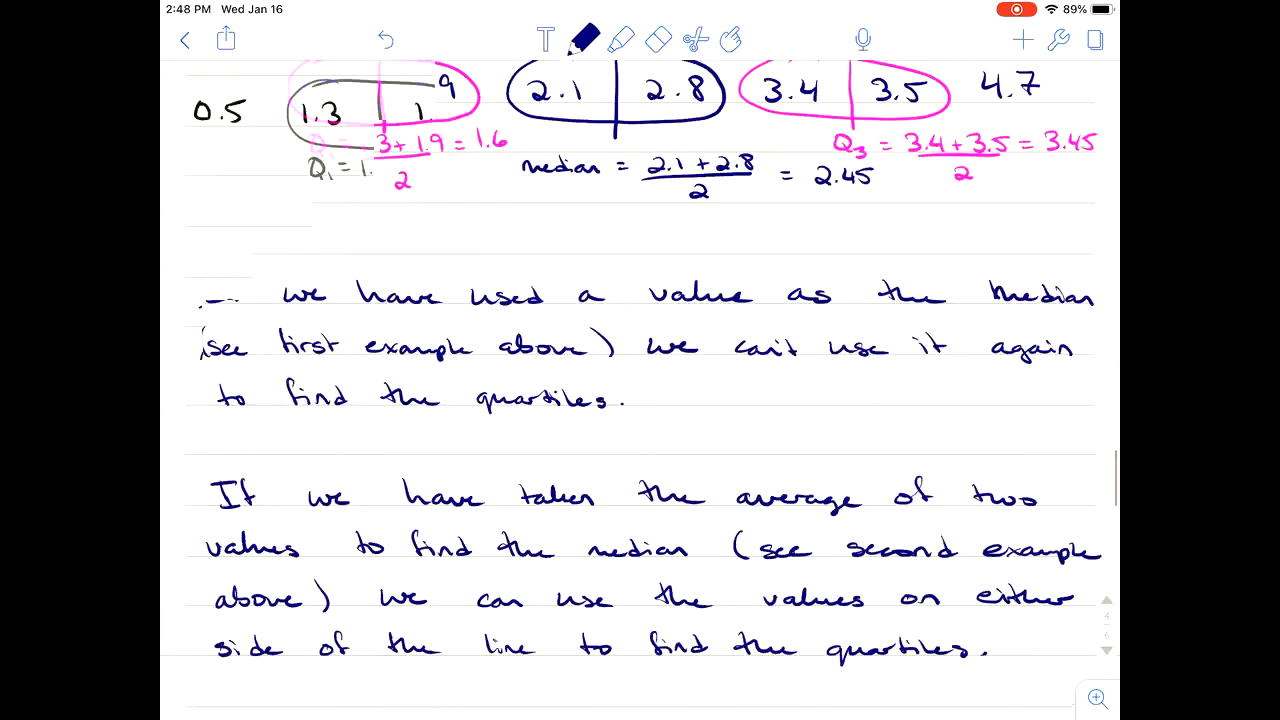 2:48 PM Wed Jan 16 89%
0.5 1.3 1.9 2.1 2.8 3.4 3.5 4.7
3 + 1.9 = 1.6
2
Q1 = 1.
median = 2.1 + 2.8 = 2.45
2
Q3 = 3.4 + 3.5 = 3.45
2
we have used a value as the median
(see first example above) we can't use it again
to find the quartiles.
If we have taken the average of two
values to find the median (see second example
above) we can use the values on either
side of the line to find the quartiles.
4
6